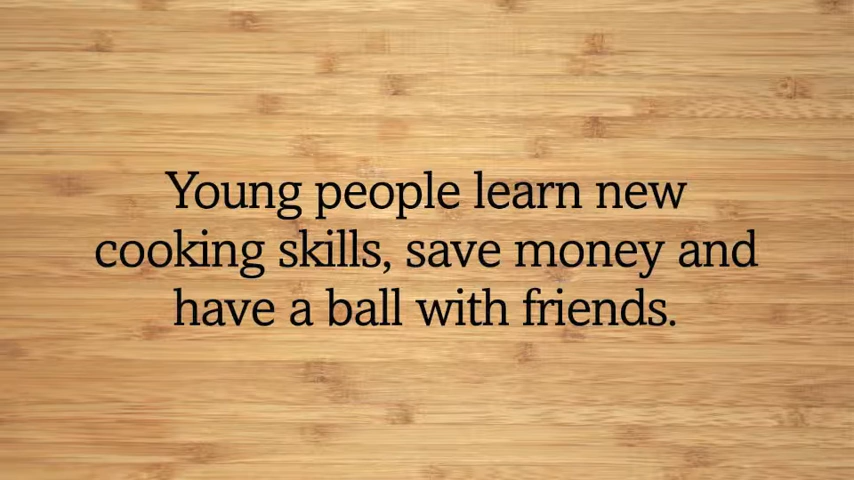 Young people learn new
cooking skills, save money and
have a ball with friends.